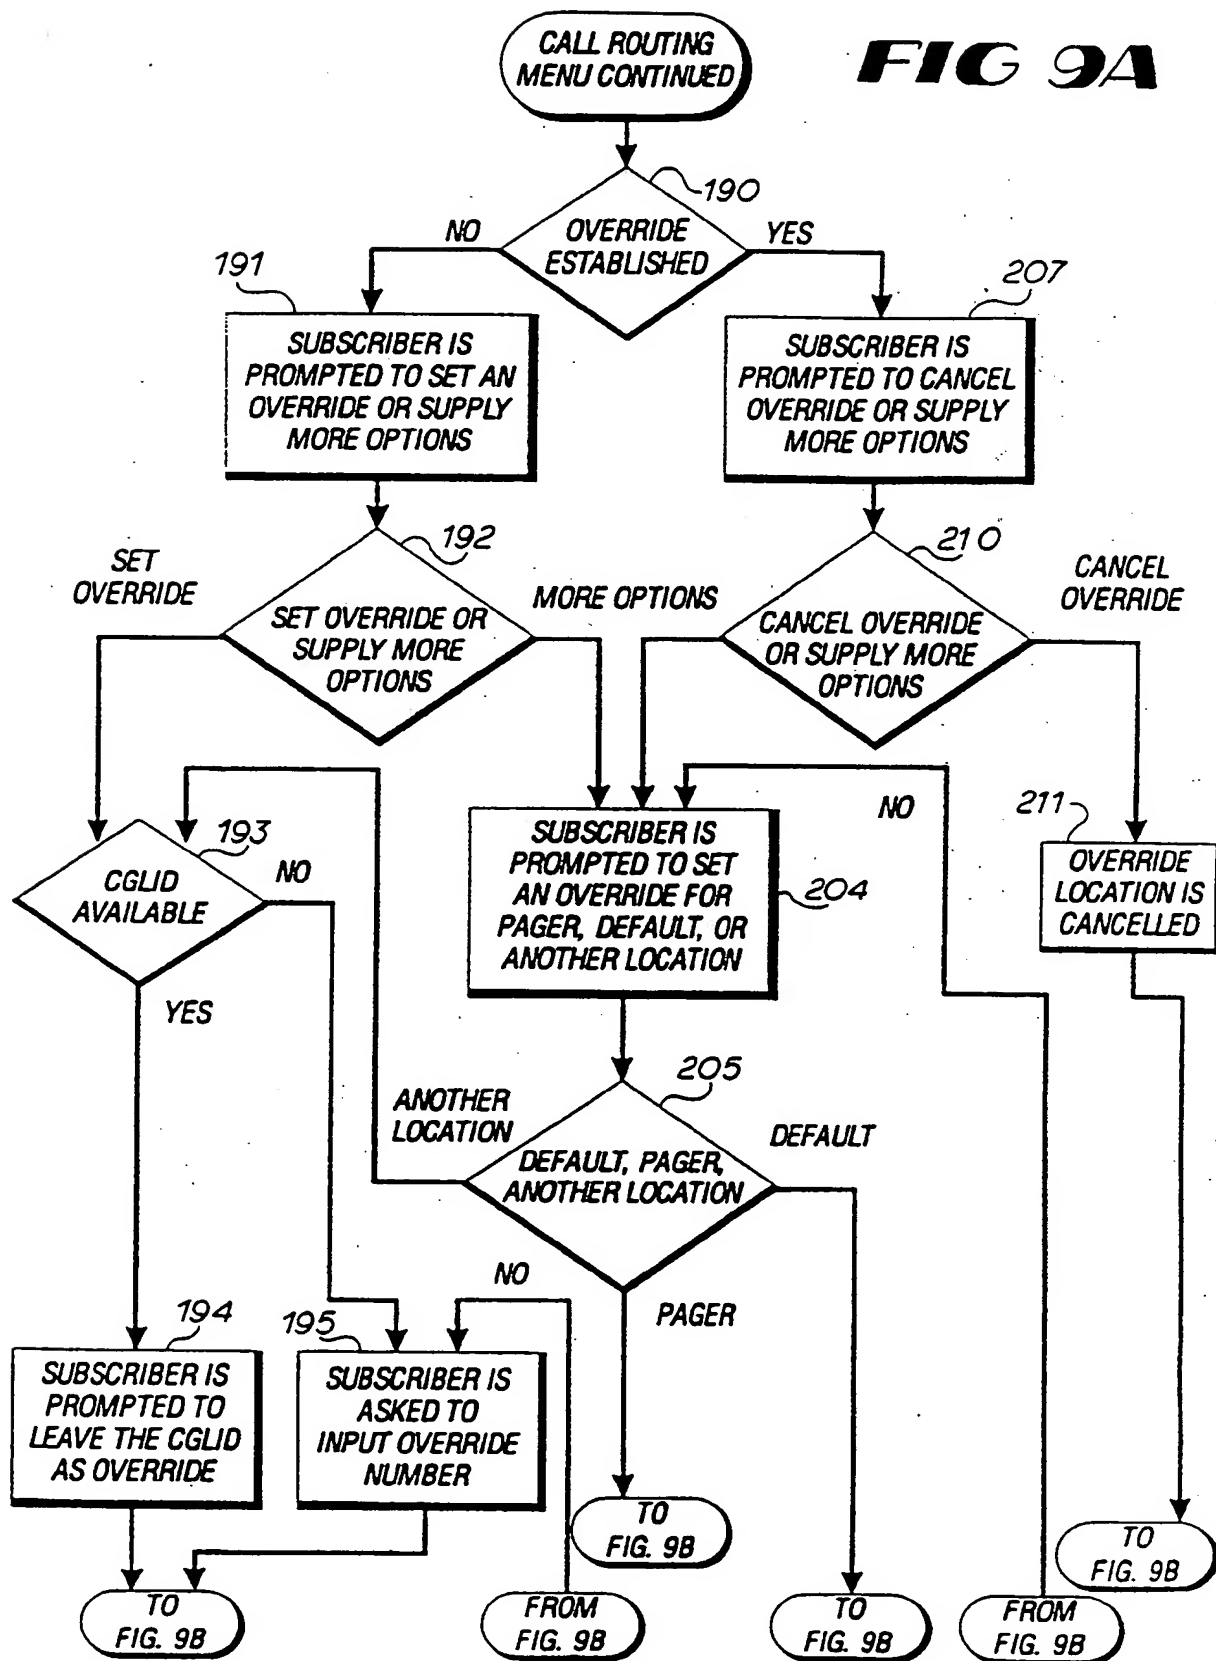 CALL ROUTING
MENU CONTINUED
FIG 9A
190
OVERRIDE
ESTABLISHED
NO
YES
191
SUBSCRIBER IS
PROMPTED TO SET AN
OVERRIDE OR SUPPLY
MORE OPTIONS
207
SUBSCRIBER IS
PROMPTED TO CANCEL
OVERRIDE OR SUPPLY
MORE OPTIONS
192
SET
OVERRIDE
SET OVERRIDE OR
SUPPLY MORE
OPTIONS
MORE OPTIONS
210
CANCEL OVERRIDE
OR SUPPLY MORE
OPTIONS
CANCEL
OVERRIDE
193
CGLID
AVAILABLE
NO
YES
SUBSCRIBER IS
PROMPTED TO SET
AN OVERRIDE FOR
PAGER, DEFAULT, OR
ANOTHER LOCATION
204
NO
211
OVERRIDE
LOCATION IS
CANCELLED
205
ANOTHER
LOCATION
DEFAULT, PAGER,
ANOTHER LOCATION
DEFAULT
PAGER
NO
194
SUBSCRIBER IS
PROMPTED TO
LEAVE THE CGLID
AS OVERRIDE
195
SUBSCRIBER IS
ASKED TO
INPUT OVERRIDE
NUMBER
TO
FIG. 9B
TO
FIG. 9B
TO
FIG. 9B
FROM
FIG. 9B
TO
FIG. 9B
FROM
FIG. 9B